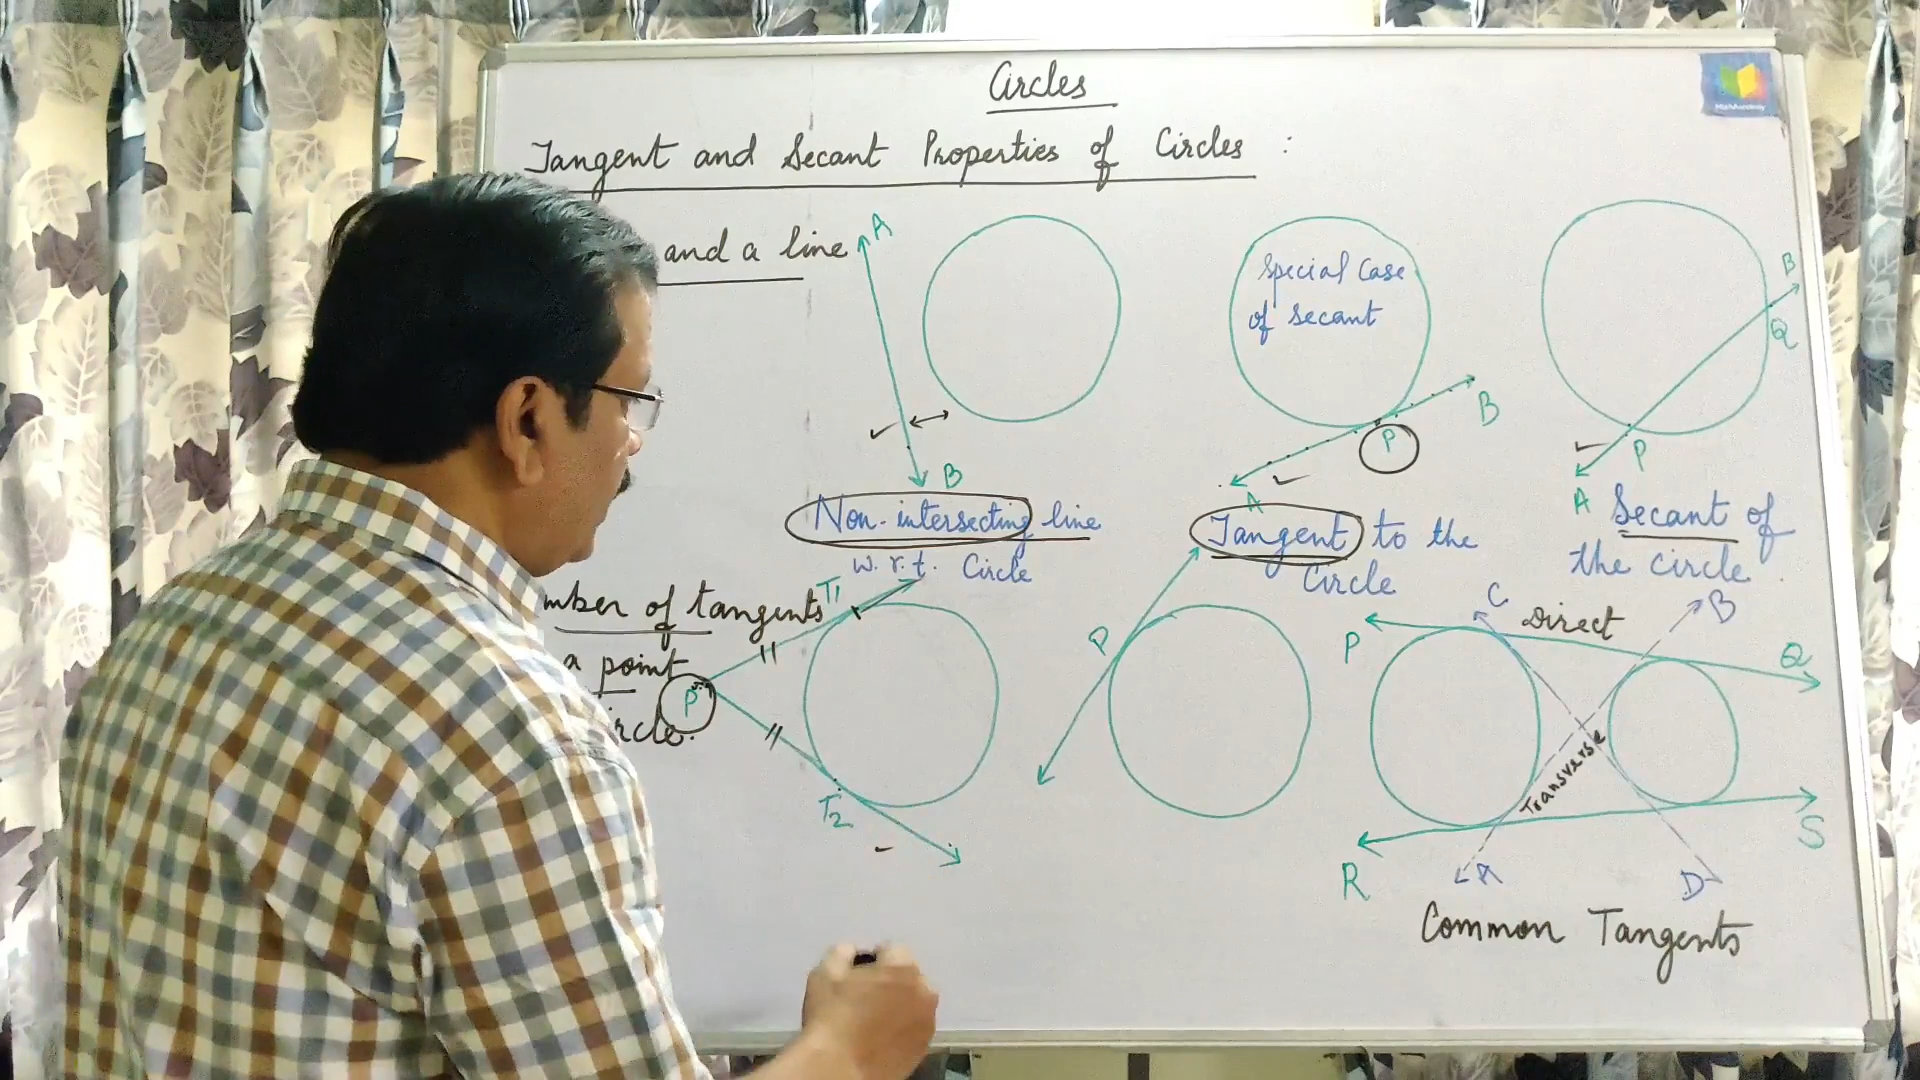 Circles
Tangent and Secant Properties of Circles :
and a line
A
B
Non-intersecting line
w.r.t. Circle
Special Case
of secant
P
A
B
Tangent to the
Circle
B
Q
P
A
Secant of
the circle.
mber of tangents
a point
rcle.
P
T1
T2
P
P
Q
C
Direct
B
Transverse
R
S
A
D
Common Tangents